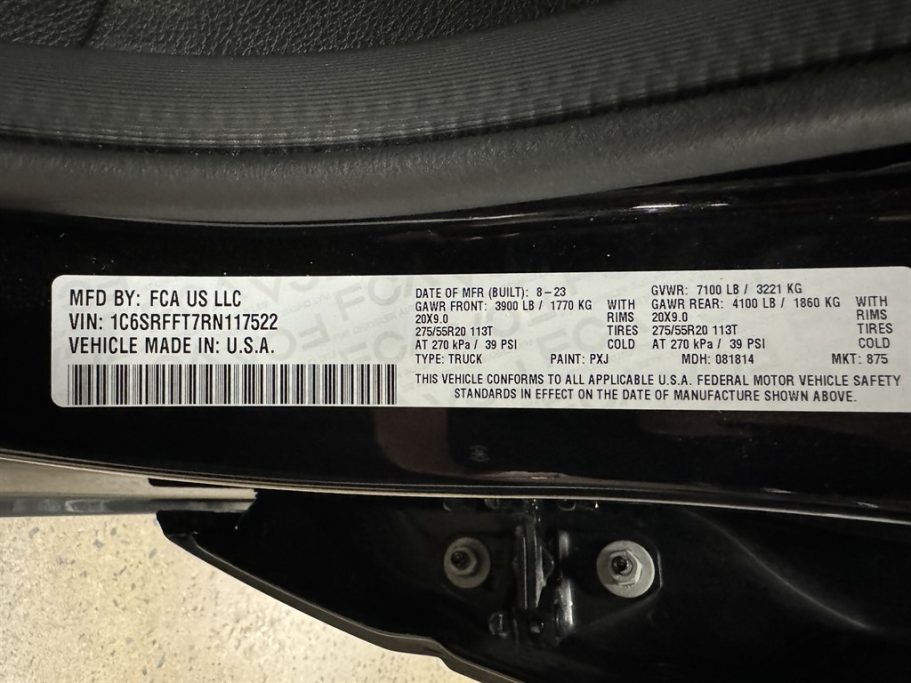 MFD BY: FCA US LLC
VIN: 1C6SRFFT7RN117522
VEHICLE MADE IN: U.S.A.
DATE OF MFR (BUILT): 8-23
GAWR FRONT: 3900 LB / 1770 KG WITH
20X9.0 RIMS
275/55R20 113T TIRES
AT 270 kPa / 39 PSI COLD
GVWR: 7100 LB / 3221 KG
GAWR REAR: 4100 LB / 1860 KG WITH
20X9.0 RIMS
275/55R20 113T TIRES
AT 270 kPa / 39 PSI COLD
TYPE: TRUCK PAINT: PXJ MDH: 081814 MKT: 875
THIS VEHICLE CONFORMS TO ALL APPLICABLE U.S.A. FEDERAL MOTOR VEHICLE SAFETY
STANDARDS IN EFFECT ON THE DATE OF MANUFACTURE SHOWN ABOVE.